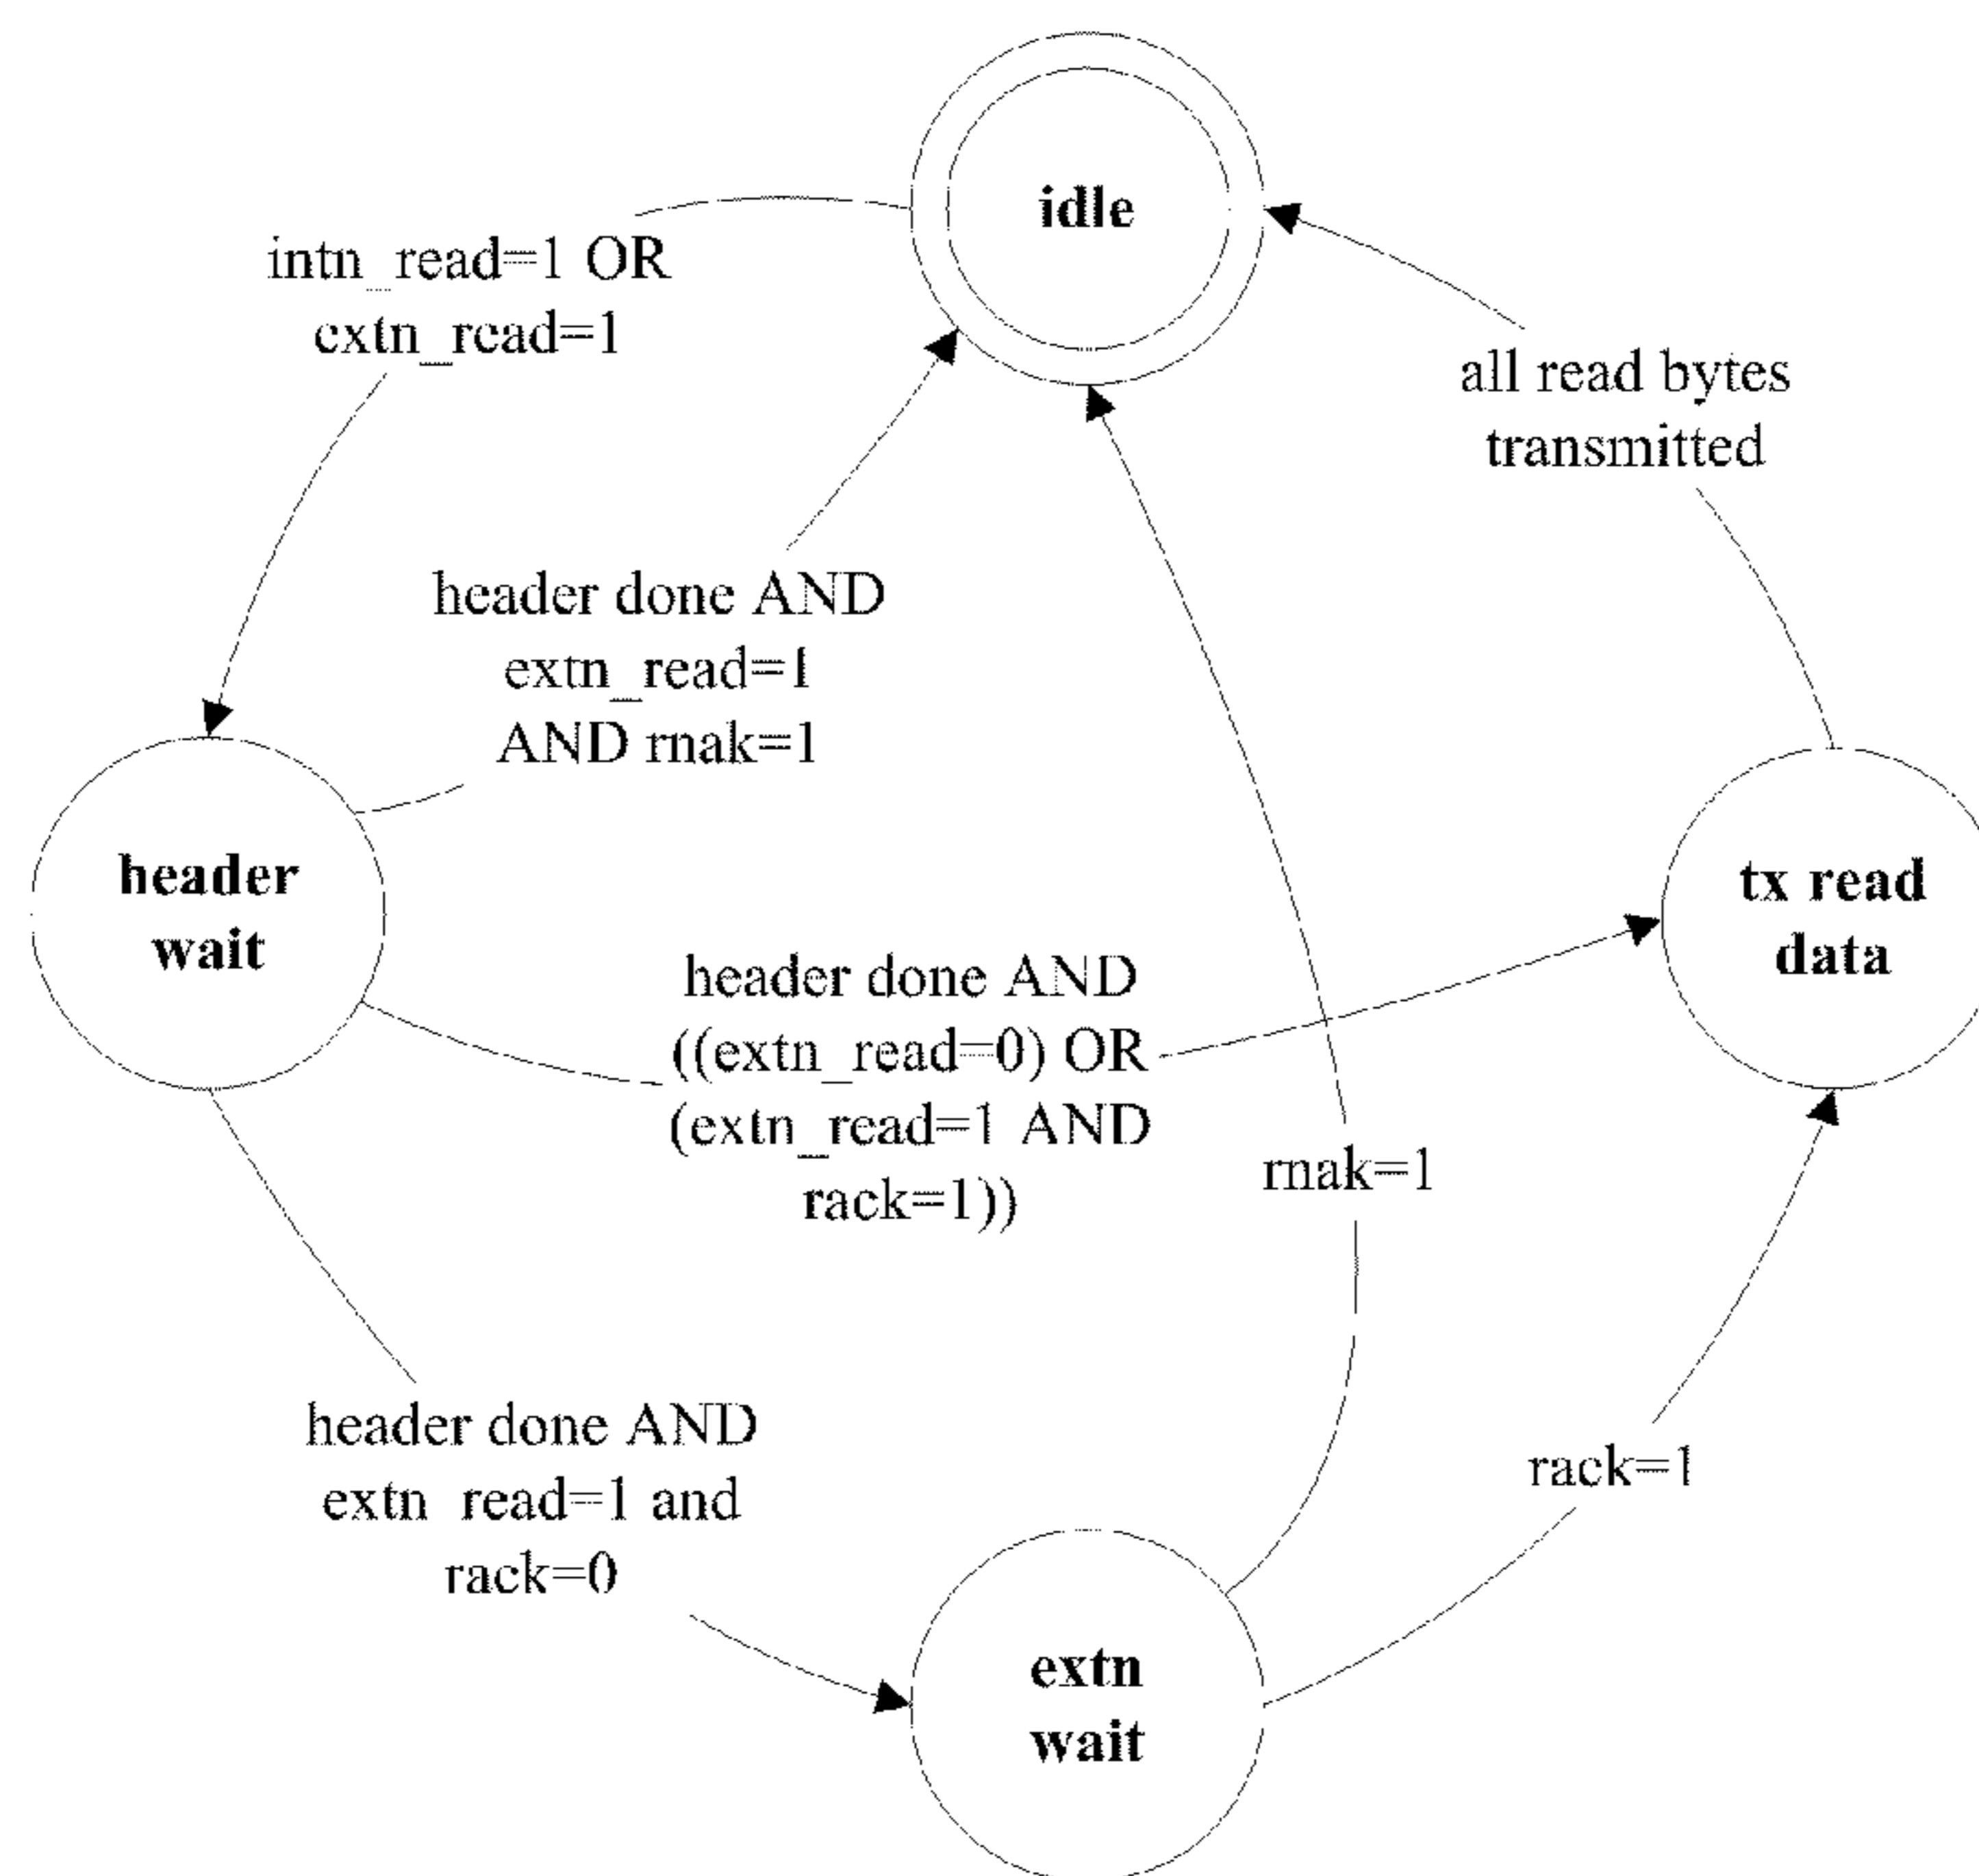 idle
intn_read=1 OR
extn_read=1
all read bytes
transmitted
header done AND
extn_read=1
AND rnak=1
header
wait
tx read
data
header done AND
((extn_read=0) OR
(extn_read=1 AND
rack=1))
rnak=1
header done AND
extn_read=1 and
rack=0
rack=1
extn
wait